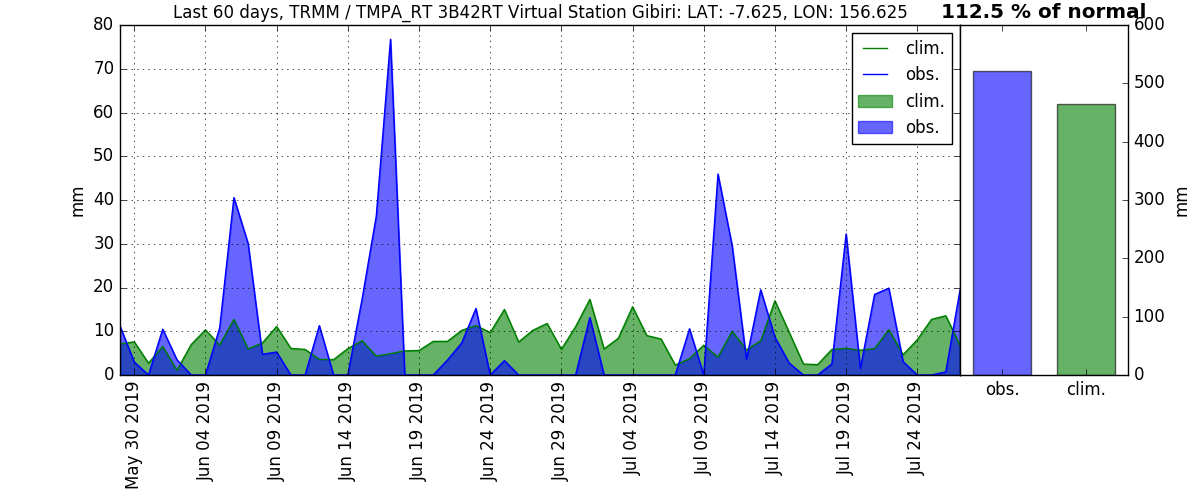 Last 60 days, TRMM / TMPA_RT 3B42RT Virtual Station Gibiri: LAT: -7.625, LON: 156.625
112.5 % of normal
80
70
60
50
40
30
20
10
0
mm
clim.
obs.
clim.
obs.
600
500
400
300
200
100
0
mm
May 30 2019
Jun 04 2019
Jun 09 2019
Jun 14 2019
Jun 19 2019
Jun 24 2019
Jun 29 2019
Jul 04 2019
Jul 09 2019
Jul 14 2019
Jul 19 2019
Jul 24 2019
obs.
clim.